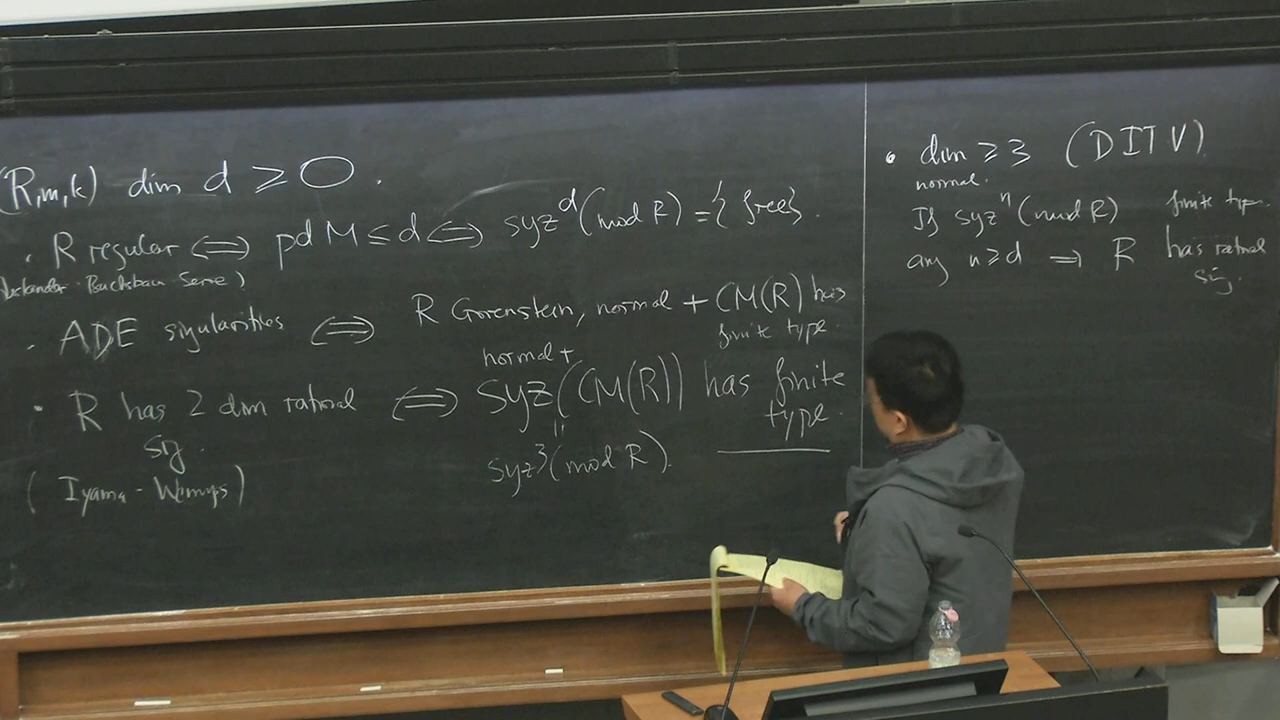 (R,m,k) dim d ≥ 0.
· R regular ⟺ pd M ≤ d ⟺ syz^d (mod R) = {free}.
Auslander-Buchsbaum-Serre)
· ADE singularities ⟺ R Gorenstein, normal + CM(R) has
finite type.
normal +
· R has 2 dim rational ⟺ Syz(CM(R)) has finite
sig. type.
"
Syz³(mod R).
(Iyama-Wemyss)
• dim ≥ 3 (DITV)
normal.
If syz^n (mod R) finite type.
any n ≥ d ⟹ R has rational
sig.